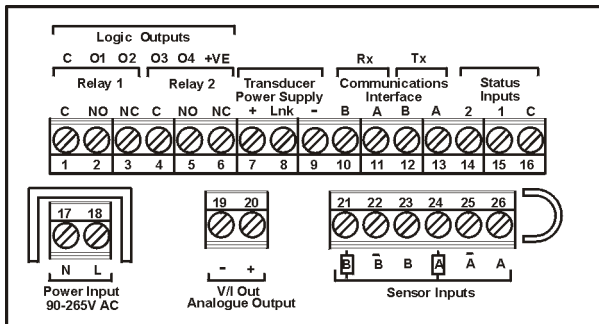 Logic Outputs
C O1 O2 O3 O4 +VE Rx Tx
Relay 1 Relay 2 Transducer Power Supply Communications Interface Status Inputs
C NO NC C NO NC + Lnk – B A B A 2 1 C
1 2 3 4 5 6 7 8 9 10 11 12 13 14 15 16
17 18 19 20 21 22 23 24 25 26
N L – + B B̅ B A A̅ A
Power Input V/I Out Sensor Inputs
90-265V AC Analogue Output